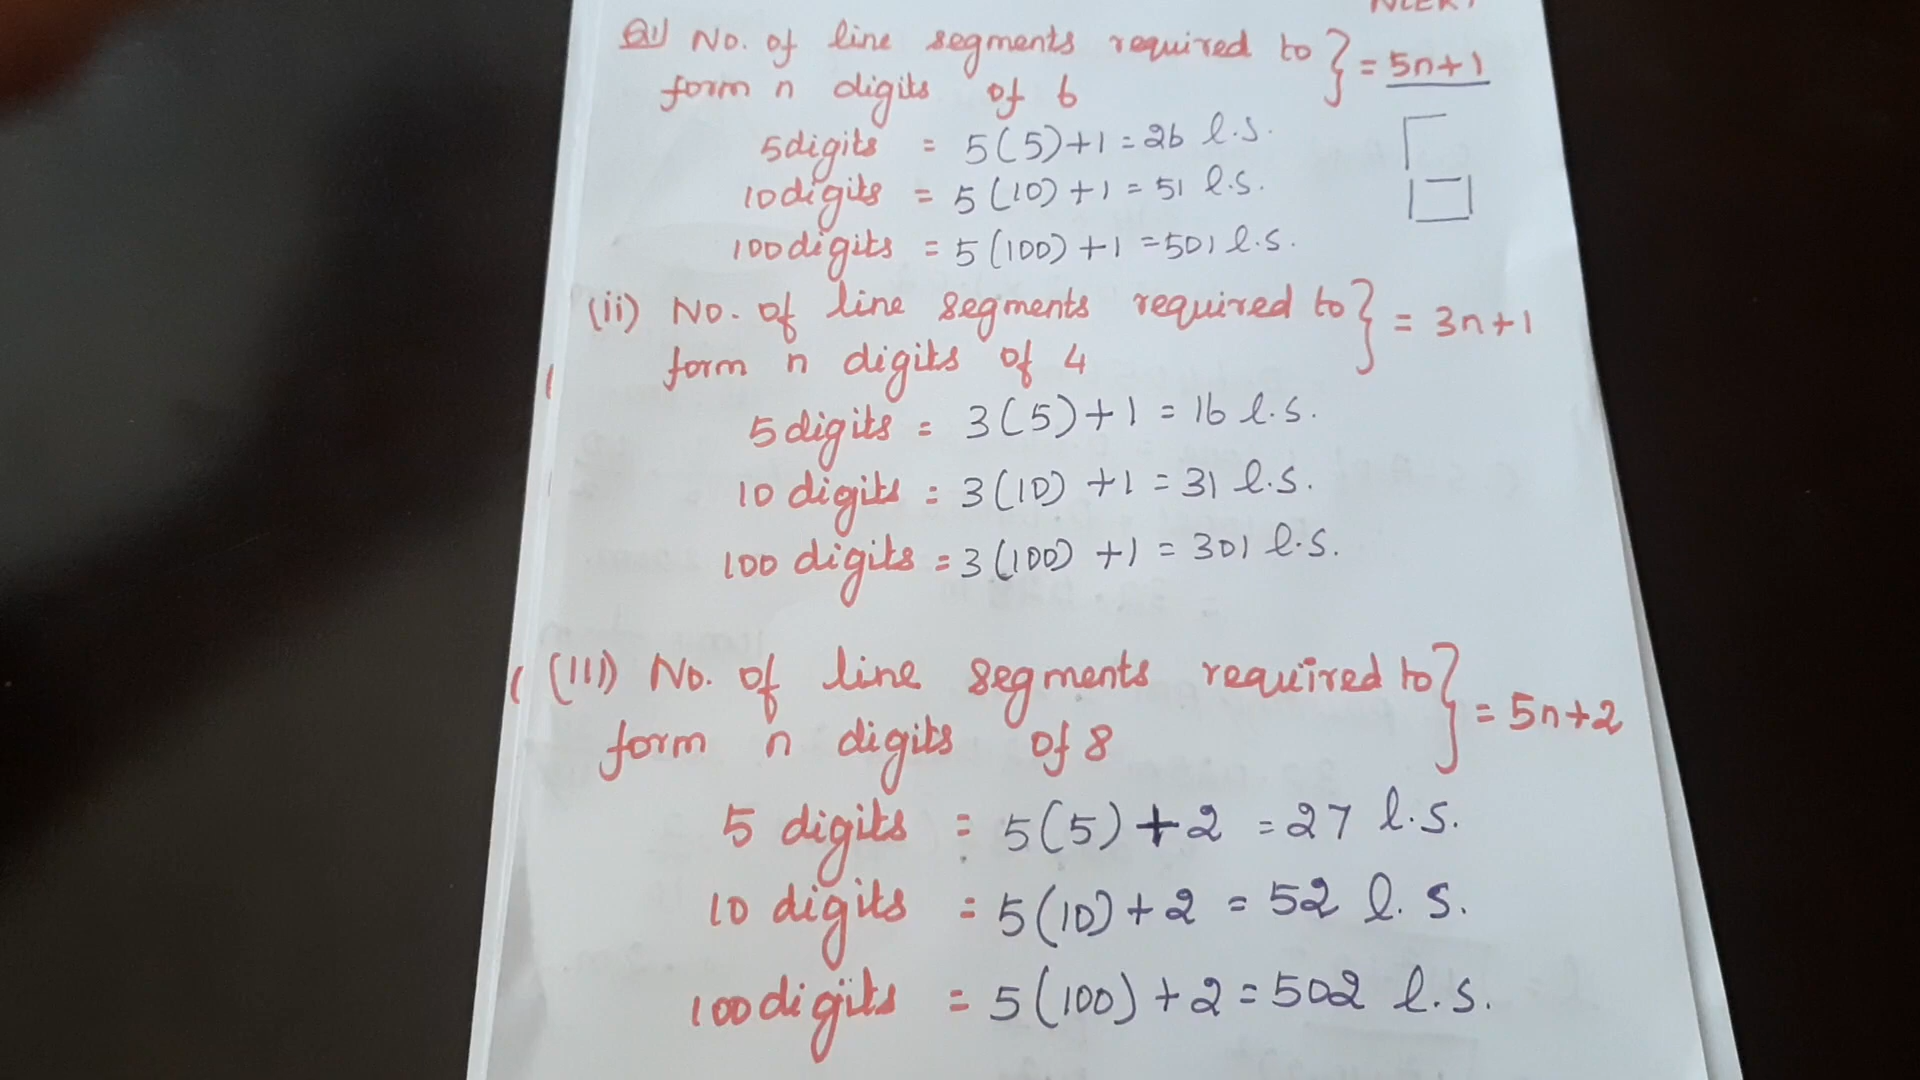 Q1) No. of line segments required to } = 5n+1
form n digits of 6
5digits = 5(5)+1 = 26 l.s.
10digits = 5(10)+1 = 51 l.s.
100digits = 5(100)+1 =501 l.s.
(ii) No. of line segments required to } = 3n+1
form n digits of 4
5 digits = 3(5)+1 = 16 l.s.
10 digits = 3(10)+1 = 31 l.s.
100 digits = 3(100)+1 = 301 l.s.
(III) No. of line segments required to } = 5n+2
form n digits of 8
5 digits = 5(5)+2 = 27 l.s.
10 digits = 5(10)+2 = 52 l.s.
100digits = 5(100)+2 = 502 l.s.